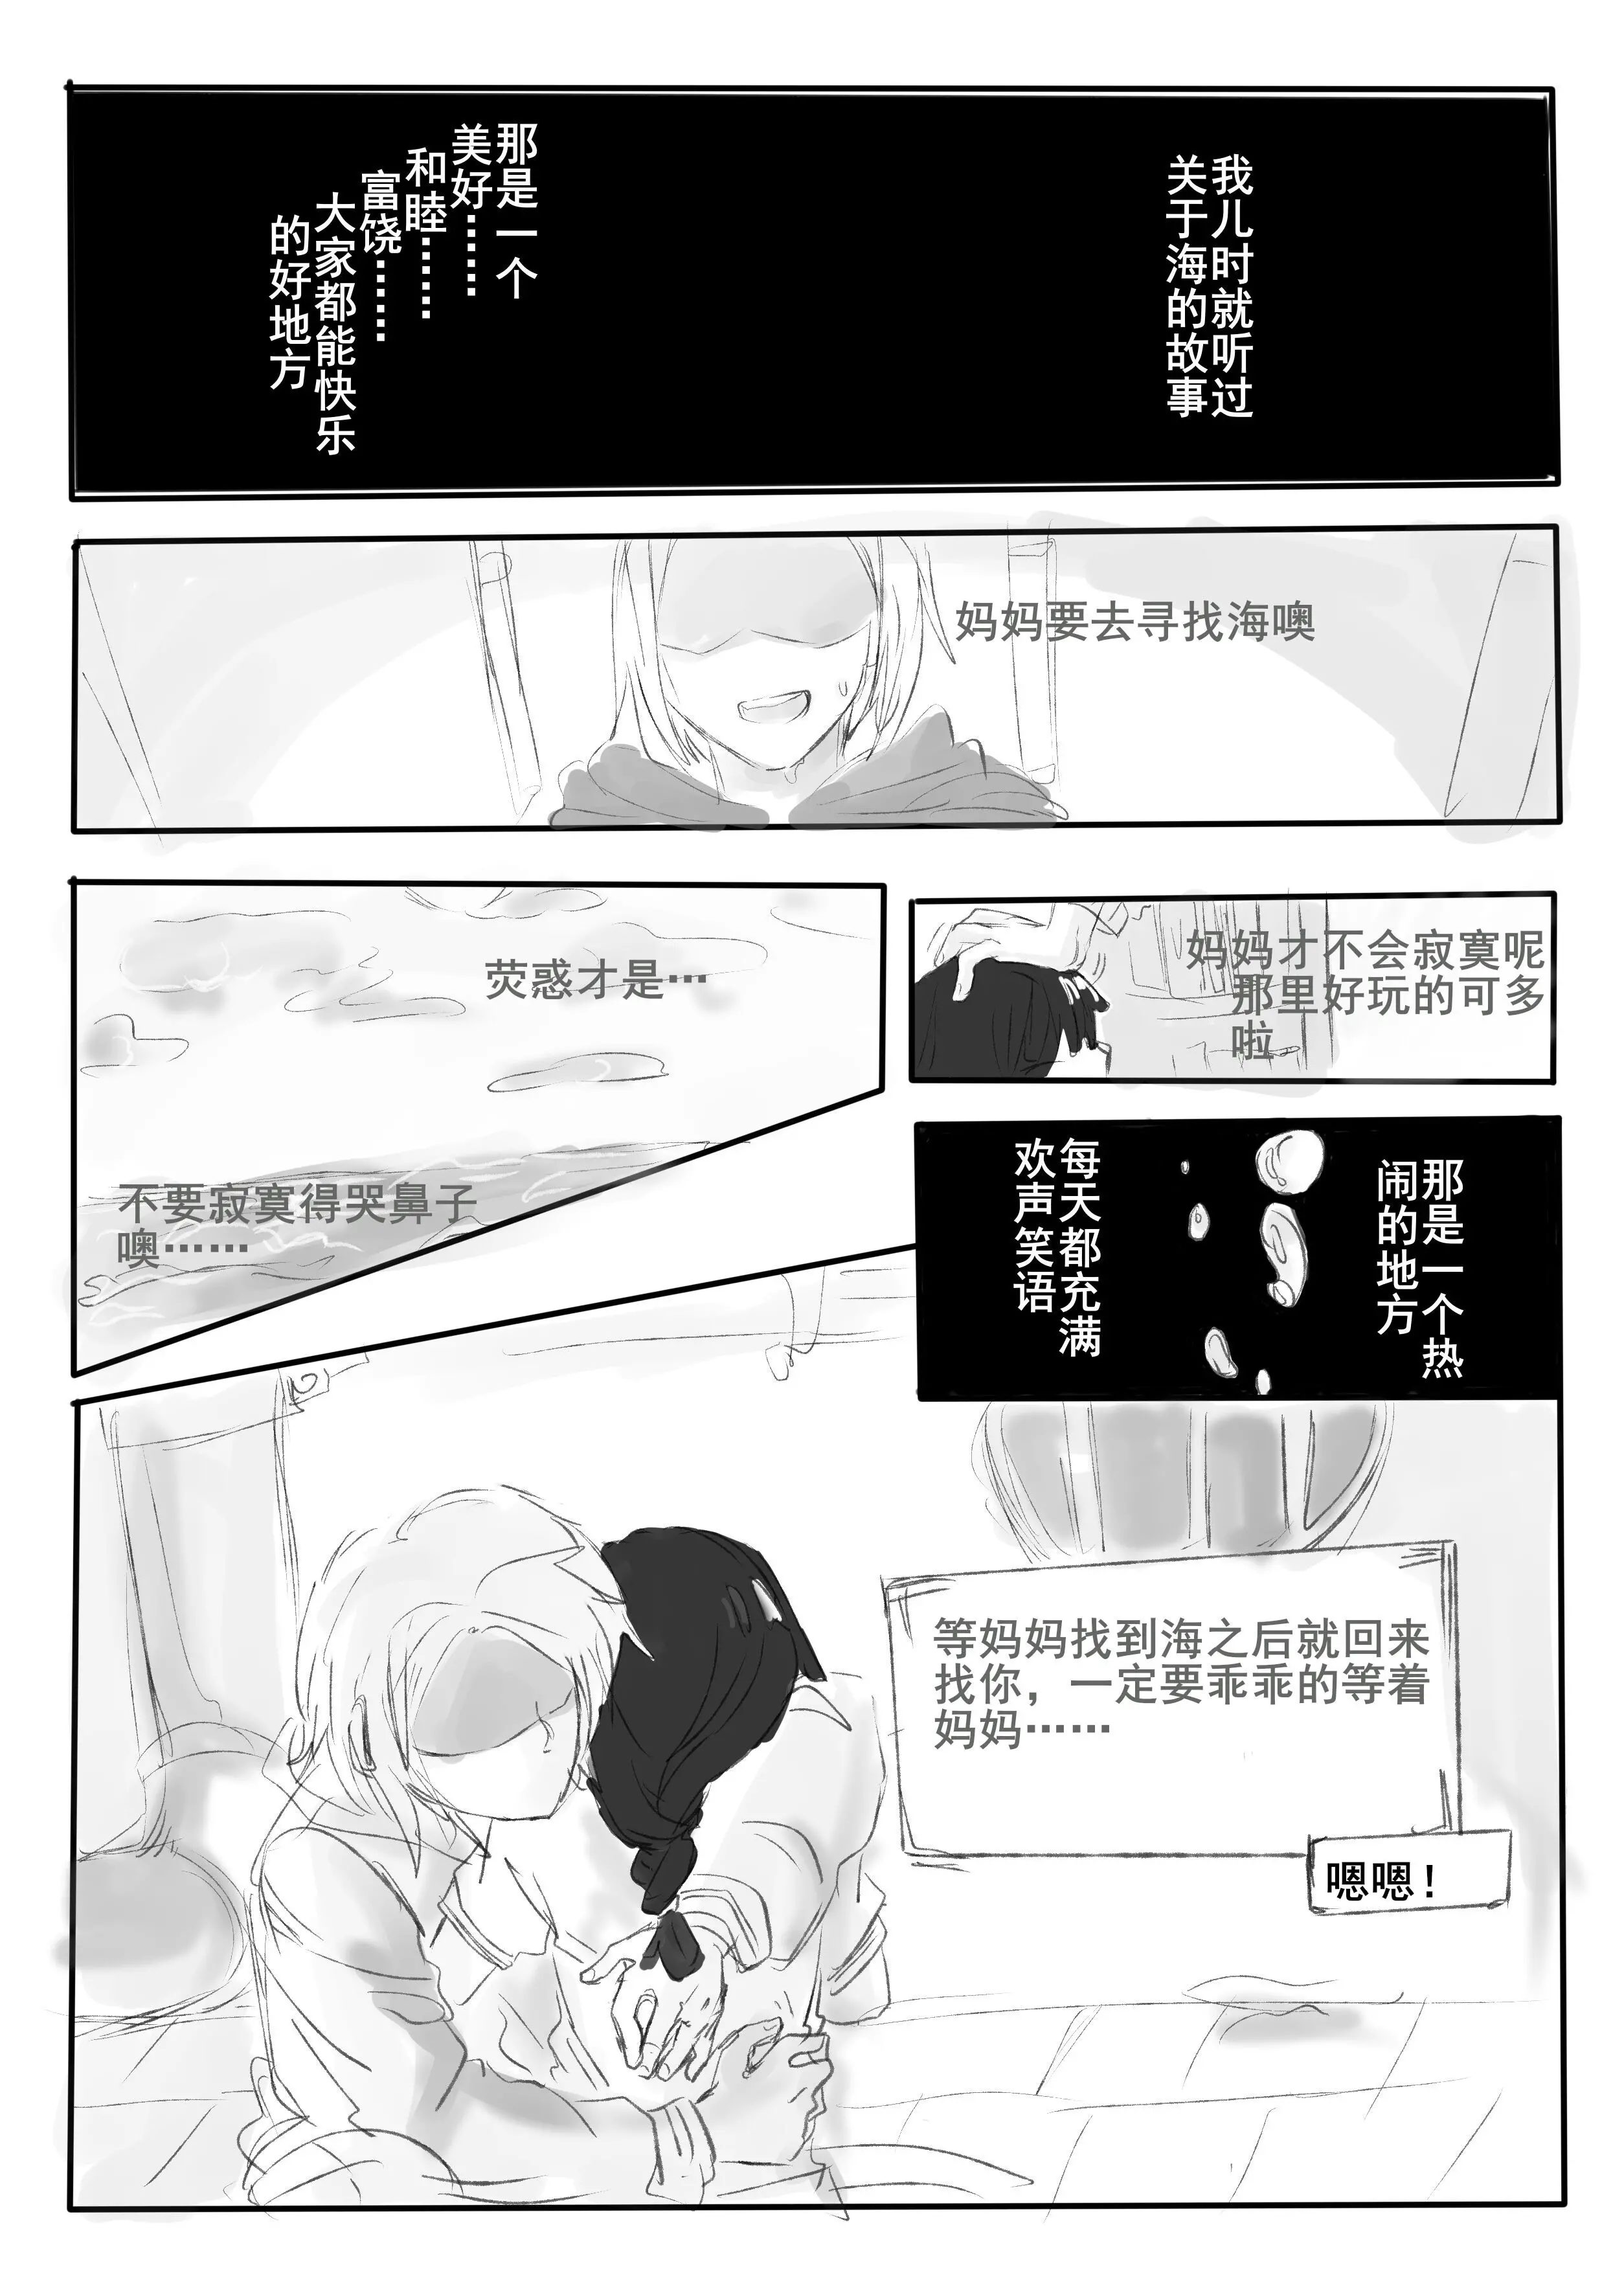 我儿时就听过
关于海的故事
那是一个
美好……
和睦……
富饶……
大家都能快乐
的好地方
妈妈要去寻找海噢
妈妈才不会寂寞呢
那里好玩的可多
啦
荧惑才是…
不要寂寞得哭鼻子
噢……
那是一个热
闹的地方
每天都充满
欢声笑语
等妈妈找到海之后就回来
找你，一定要乖乖的等着
妈妈……
嗯嗯！